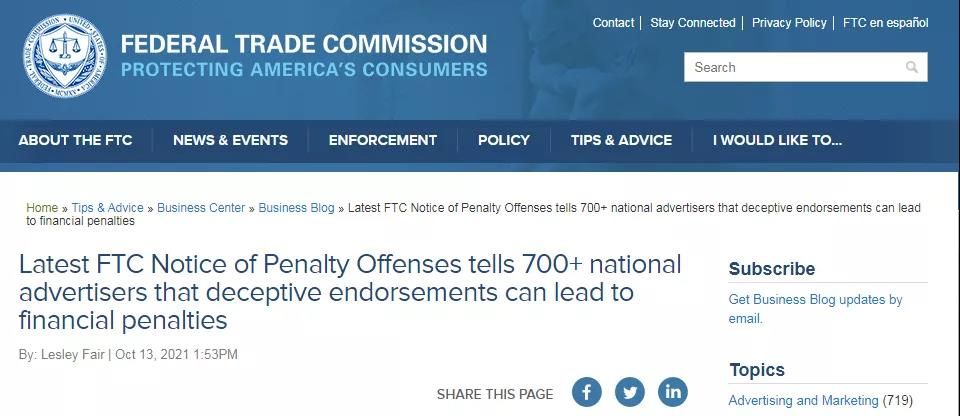 Contact | Stay Connected | Privacy Policy | FTC en español
FEDERAL TRADE COMMISSION
PROTECTING AMERICA'S CONSUMERS
Search
ABOUT THE FTC
NEWS & EVENTS
ENFORCEMENT
POLICY
TIPS & ADVICE
I WOULD LIKE TO...
Home » Tips & Advice » Business Center » Business Blog » Latest FTC Notice of Penalty Offenses tells 700+ national advertisers that deceptive endorsements can lead
to financial penalties
Latest FTC Notice of Penalty Offenses tells 700+ national
advertisers that deceptive endorsements can lead to
financial penalties
By: Lesley Fair | Oct 13, 2021 1:53PM
SHARE THIS PAGE
Subscribe
Get Business Blog updates by
email.
Topics
Advertising and Marketing (719)